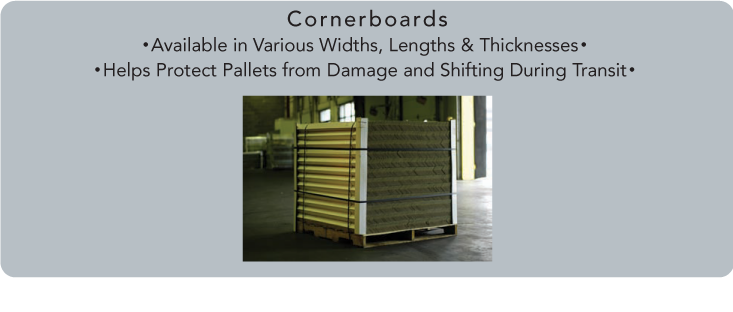 Cornerboards
•Available in Various Widths, Lengths & Thicknesses•
•Helps Protect Pallets from Damage and Shifting During Transit•